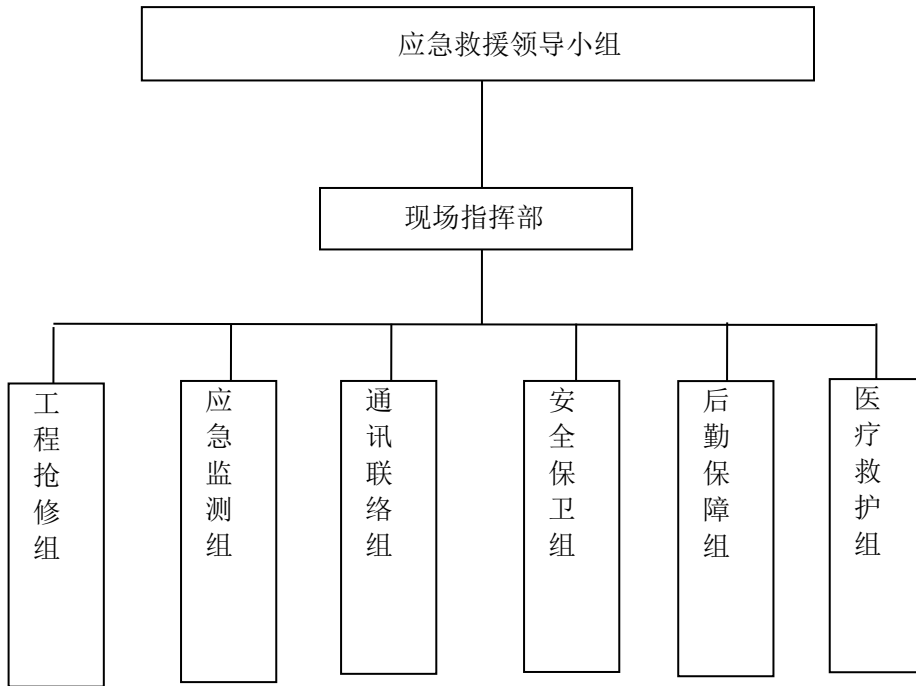 应急救援领导小组
现场指挥部
工程抢修组
应急监测组
通讯联络组
安全保卫组
后勤保障组
医疗救护组